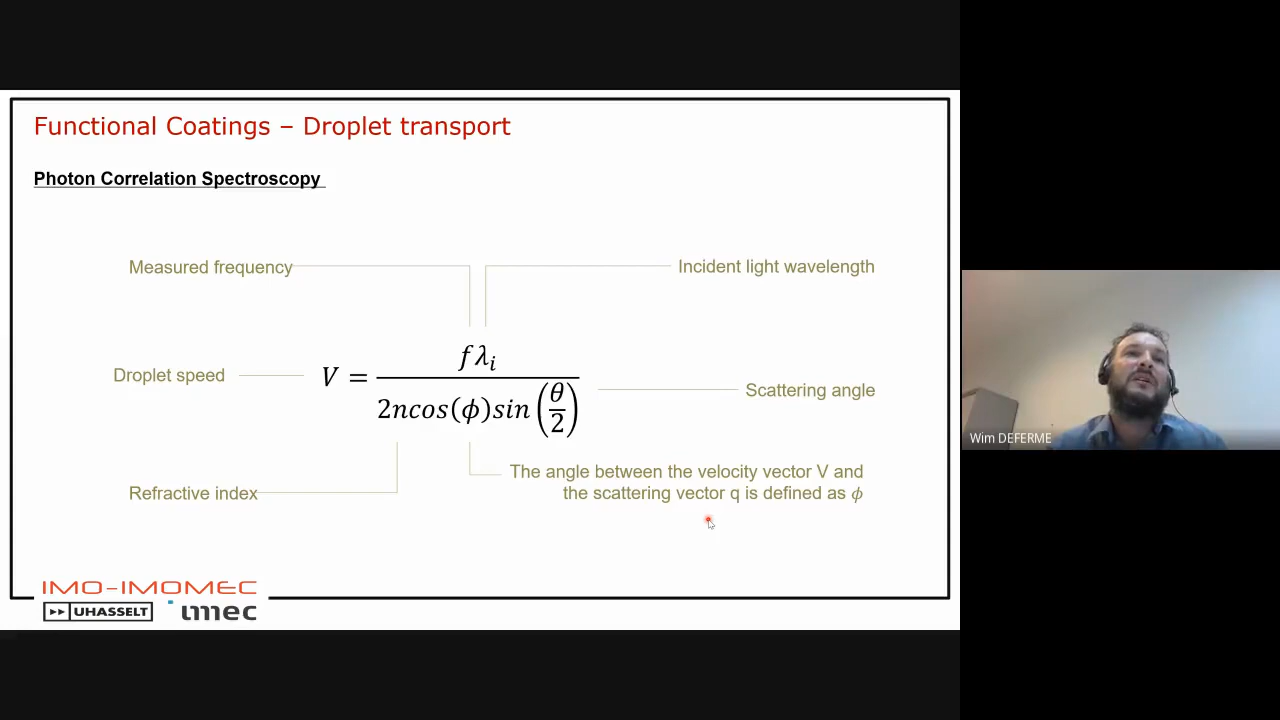 Functional Coatings – Droplet transport
Photon Correlation Spectroscopy
Measured frequency
Incident light wavelength
Droplet speed
V = fλᵢ / 2ncos(ϕ)sin(θ/2)
Scattering angle
Refractive index
The angle between the velocity vector V and
the scattering vector q is defined as ϕ
IMO-IMOMEC
UHASSELT
imec
Wim DEFERME